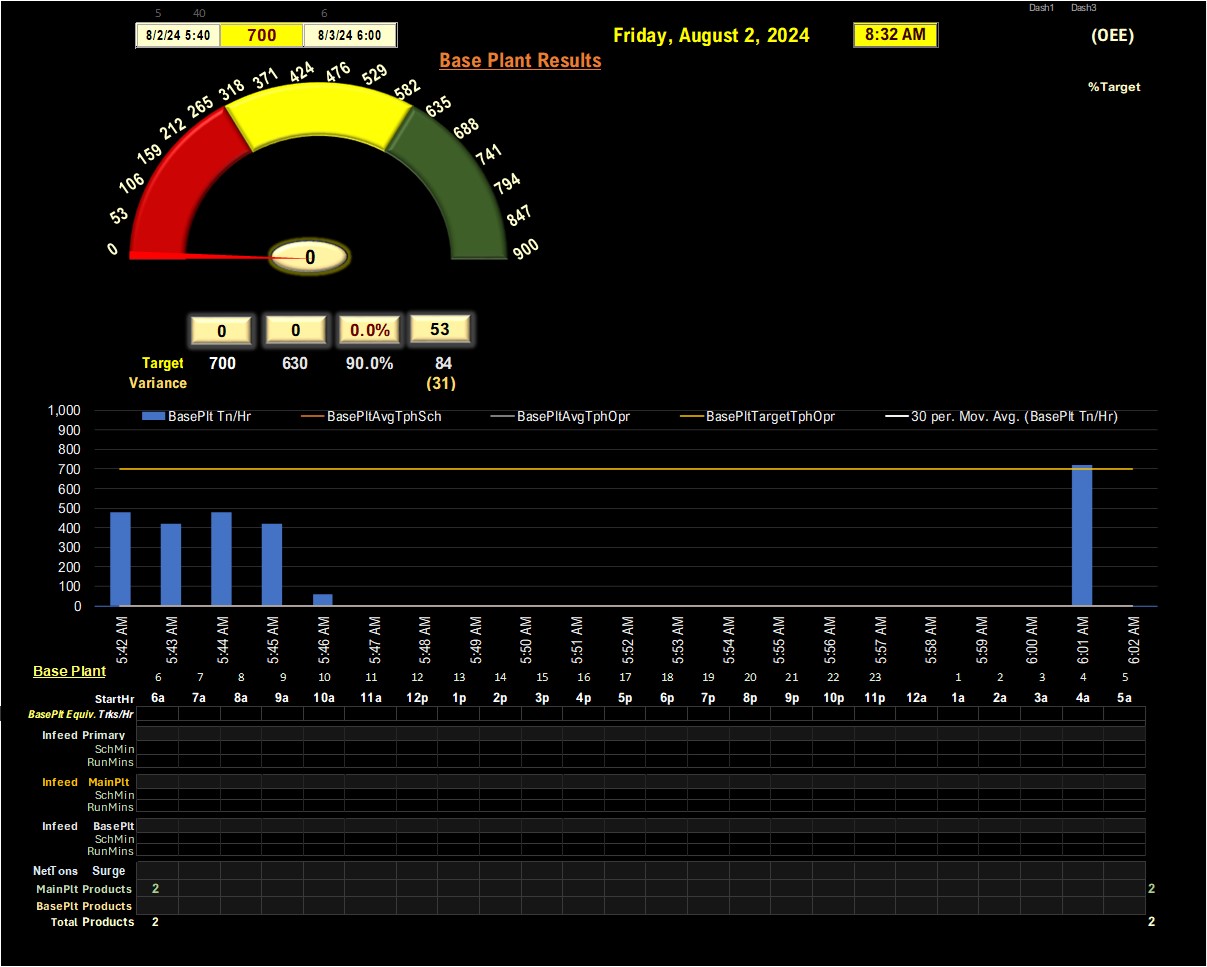 5 40 6 Dash1 Dash3
8/2/24 5:40 700 8/3/24 6:00 Friday, August 2, 2024 8:32 AM (OEE)
Base Plant Results
%Target
0 53 106 159 212 265 318 371 424 476 529 582 635 688 741 794 847 900
0
0 0 0.0% 53
Target 700 630 90.0% 84
Variance (31)
BasePlt Tn/Hr BasePltAvgTphSch BasePltAvgTphOpr BasePltTargetTphOpr 30 per. Mov. Avg. (BasePlt Tn/Hr)
1,000
900
800
700
600
500
400
300
200
100
0
5:42 AM 5:43 AM 5:44 AM 5:45 AM 5:46 AM 5:47 AM 5:48 AM 5:49 AM 5:50 AM 5:51 AM 5:52 AM 5:53 AM 5:54 AM 5:55 AM 5:56 AM 5:57 AM 5:58 AM 5:59 AM 6:00 AM 6:01 AM 6:02 AM
Base Plant
6 7 8 9 10 11 12 13 14 15 16 17 18 19 20 21 22 23 1 2 3 4 5
StartHr 6a 7a 8a 9a 10a 11a 12p 1p 2p 3p 4p 5p 6p 7p 8p 9p 10p 11p 12a 1a 2a 3a 4a 5a
BasePlt Equiv. Trks/Hr
Infeed Primary
SchMin
RunMins
Infeed MainPlt
SchMin
RunMins
Infeed BasePlt
SchMin
RunMins
NetTons Surge
MainPlt Products 2 2
BasePlt Products
Total Products 2 2